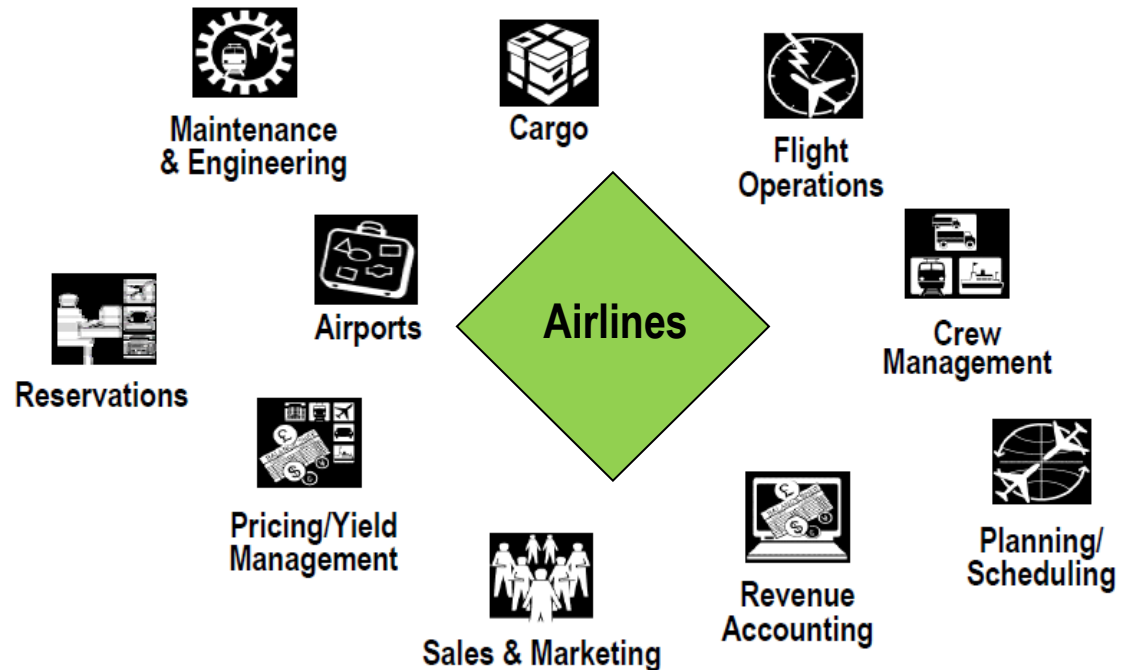 Maintenance
& Engineering
Cargo
Flight
Operations
Airports
Airlines
Crew
Management
Reservations
Pricing/Yield
Management
Planning/
Scheduling
Revenue
Accounting
Sales & Marketing